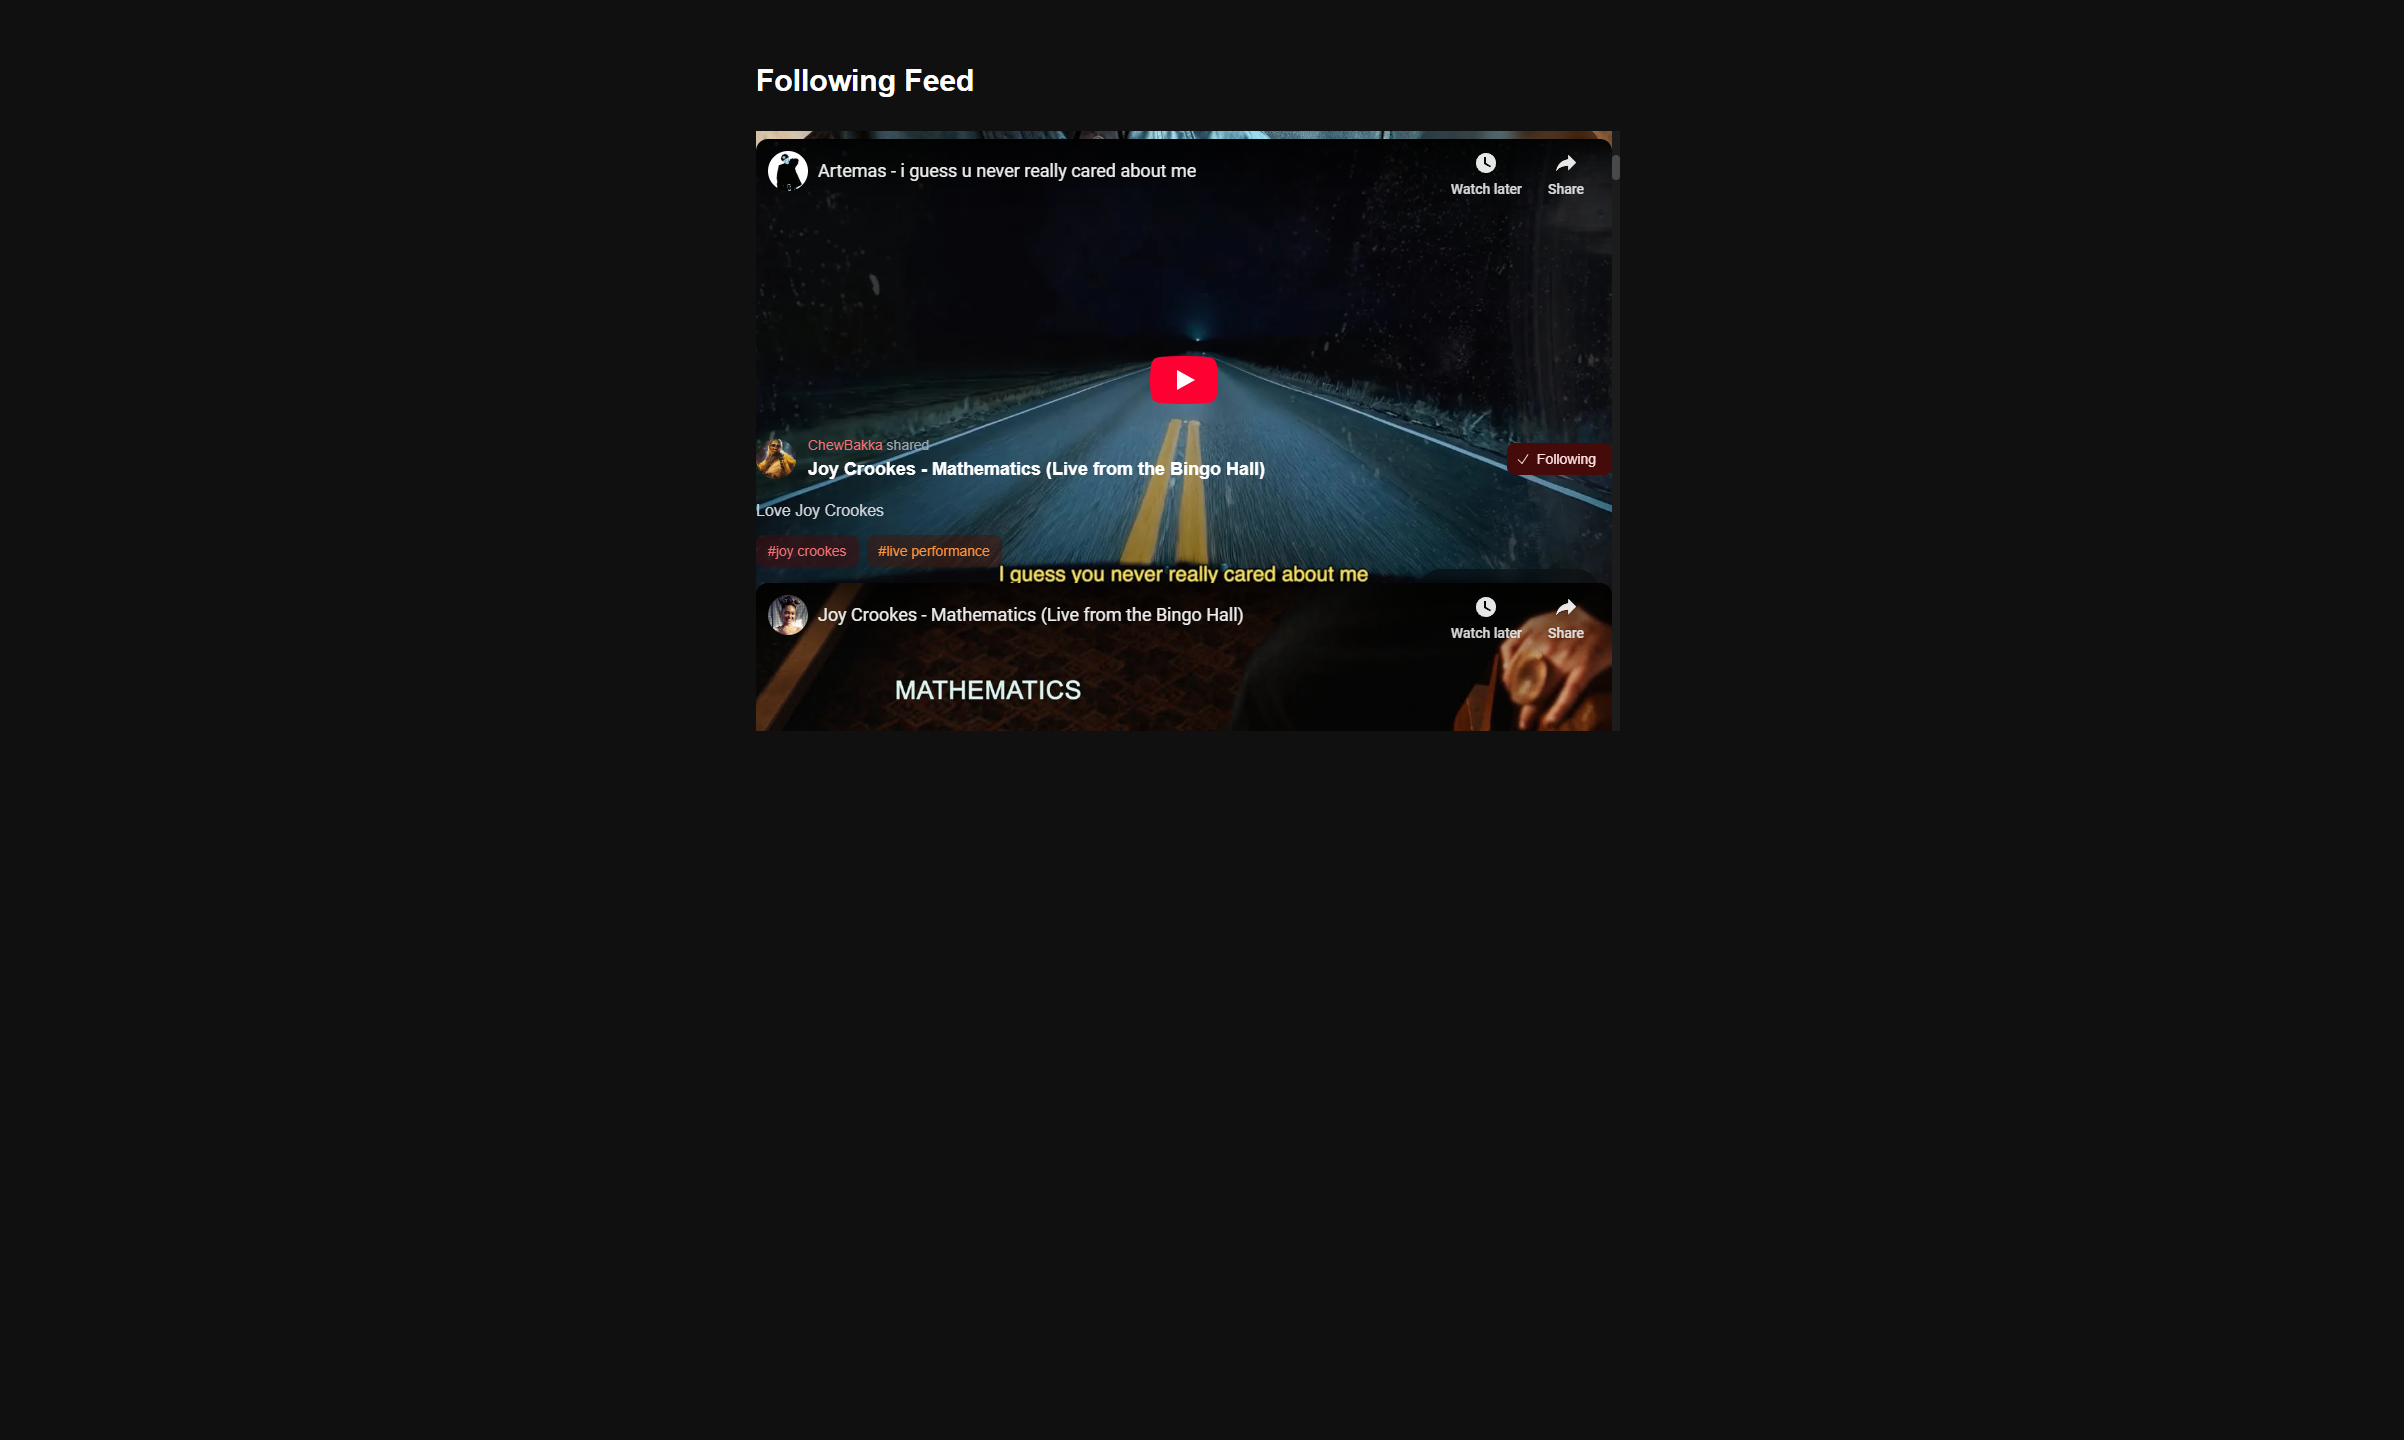 Following Feed
Artemas - i guess u never really cared about me
Watch later
Share
ChewBakka shared
Joy Crookes - Mathematics (Live from the Bingo Hall)
Following
Love Joy Crookes
#joy crookes
#live performance
I guess you never really cared about me
Joy Crookes - Mathematics (Live from the Bingo Hall)
Watch later
Share
MATHEMATICS